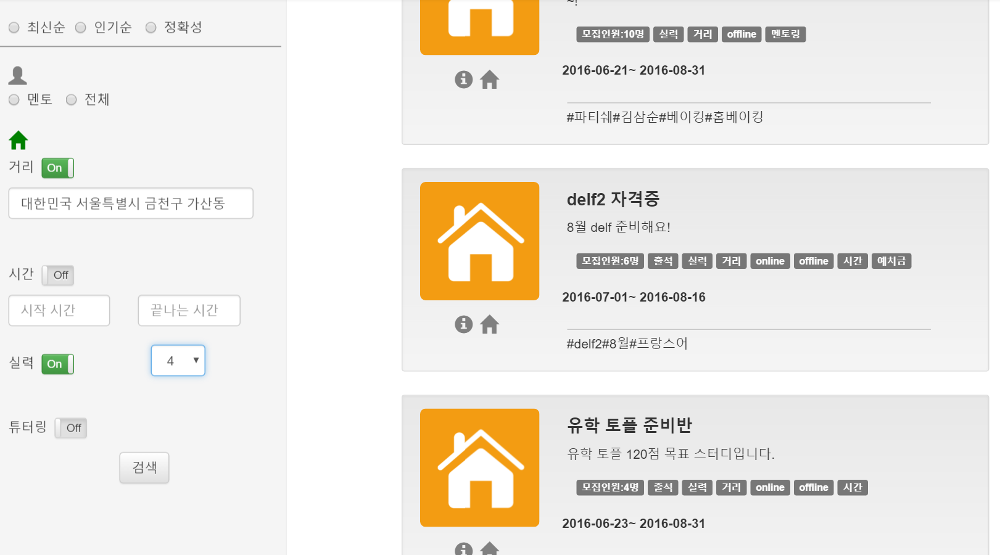 최신순 인기순 정확성
멘토 전체
거리 On
대한민국 서울특별시 금천구 가산동
시간 Off
시작 시간 끝나는 시간
실력 On 4
튜터링 Off
검색
~!
모집인원:10명 실력 거리 offline 멘토링
2016-06-21~ 2016-08-31
#파티쉐#김삼순#베이킹#홈베이킹
delf2 자격증
8월 delf 준비해요!
모집인원:6명 출석 실력 거리 online offline 시간 예치금
2016-07-01~ 2016-08-16
#delf2#8월#프랑스어
유학 토플 준비반
유학 토플 120점 목표 스터디입니다.
모집인원:4명 출석 실력 거리 online offline 시간
2016-06-23~ 2016-08-31